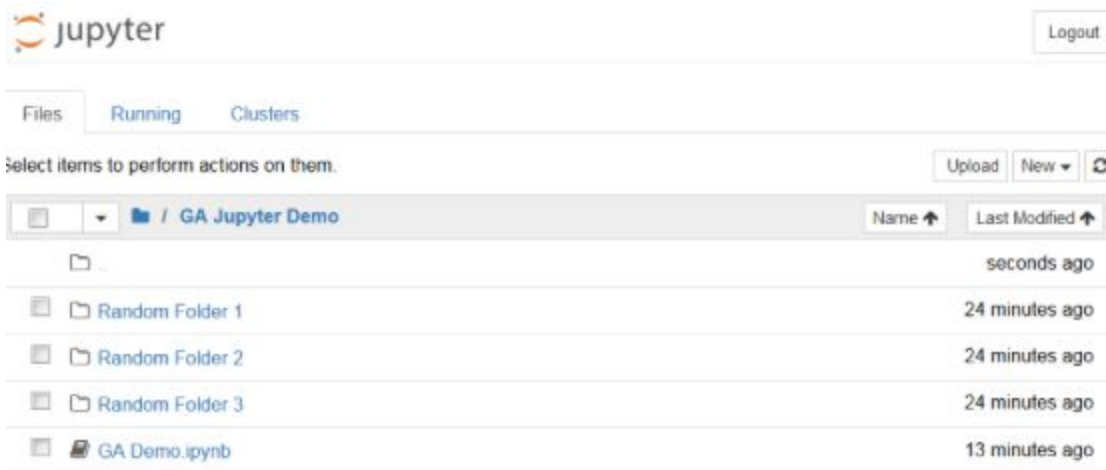 jupyter
Logout
Files Running Clusters
Select items to perform actions on them.
Upload New
/ GA Jupyter Demo
Name Last Modified
.. seconds ago
Random Folder 1 24 minutes ago
Random Folder 2 24 minutes ago
Random Folder 3 24 minutes ago
GA Demo.ipynb 13 minutes ago